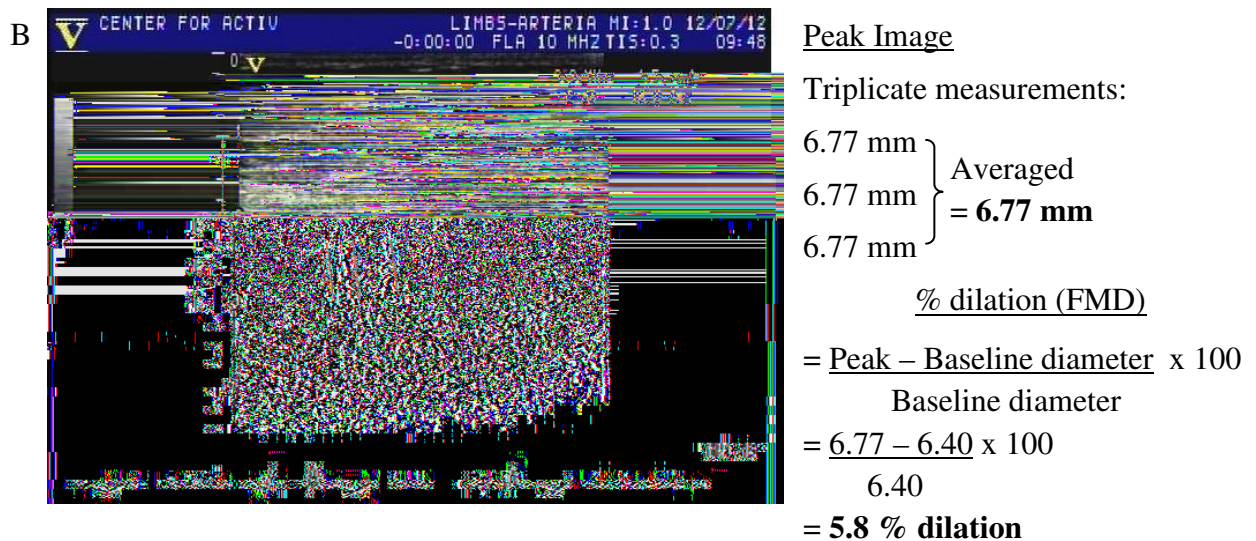 B
V CENTER FOR ACTIV LIMBS-ARTERIA MI:1.0 12/07/12
-0:00:00 FLA 10 MHZ TIS:0.3 09:48
0 V
Peak Image
Triplicate measurements:
6.77 mm
6.77 mm
6.77 mm
Averaged
= 6.77 mm
% dilation (FMD)
= Peak – Baseline diameter x 100
Baseline diameter
= 6.77 – 6.40 x 100
6.40
= 5.8 % dilation